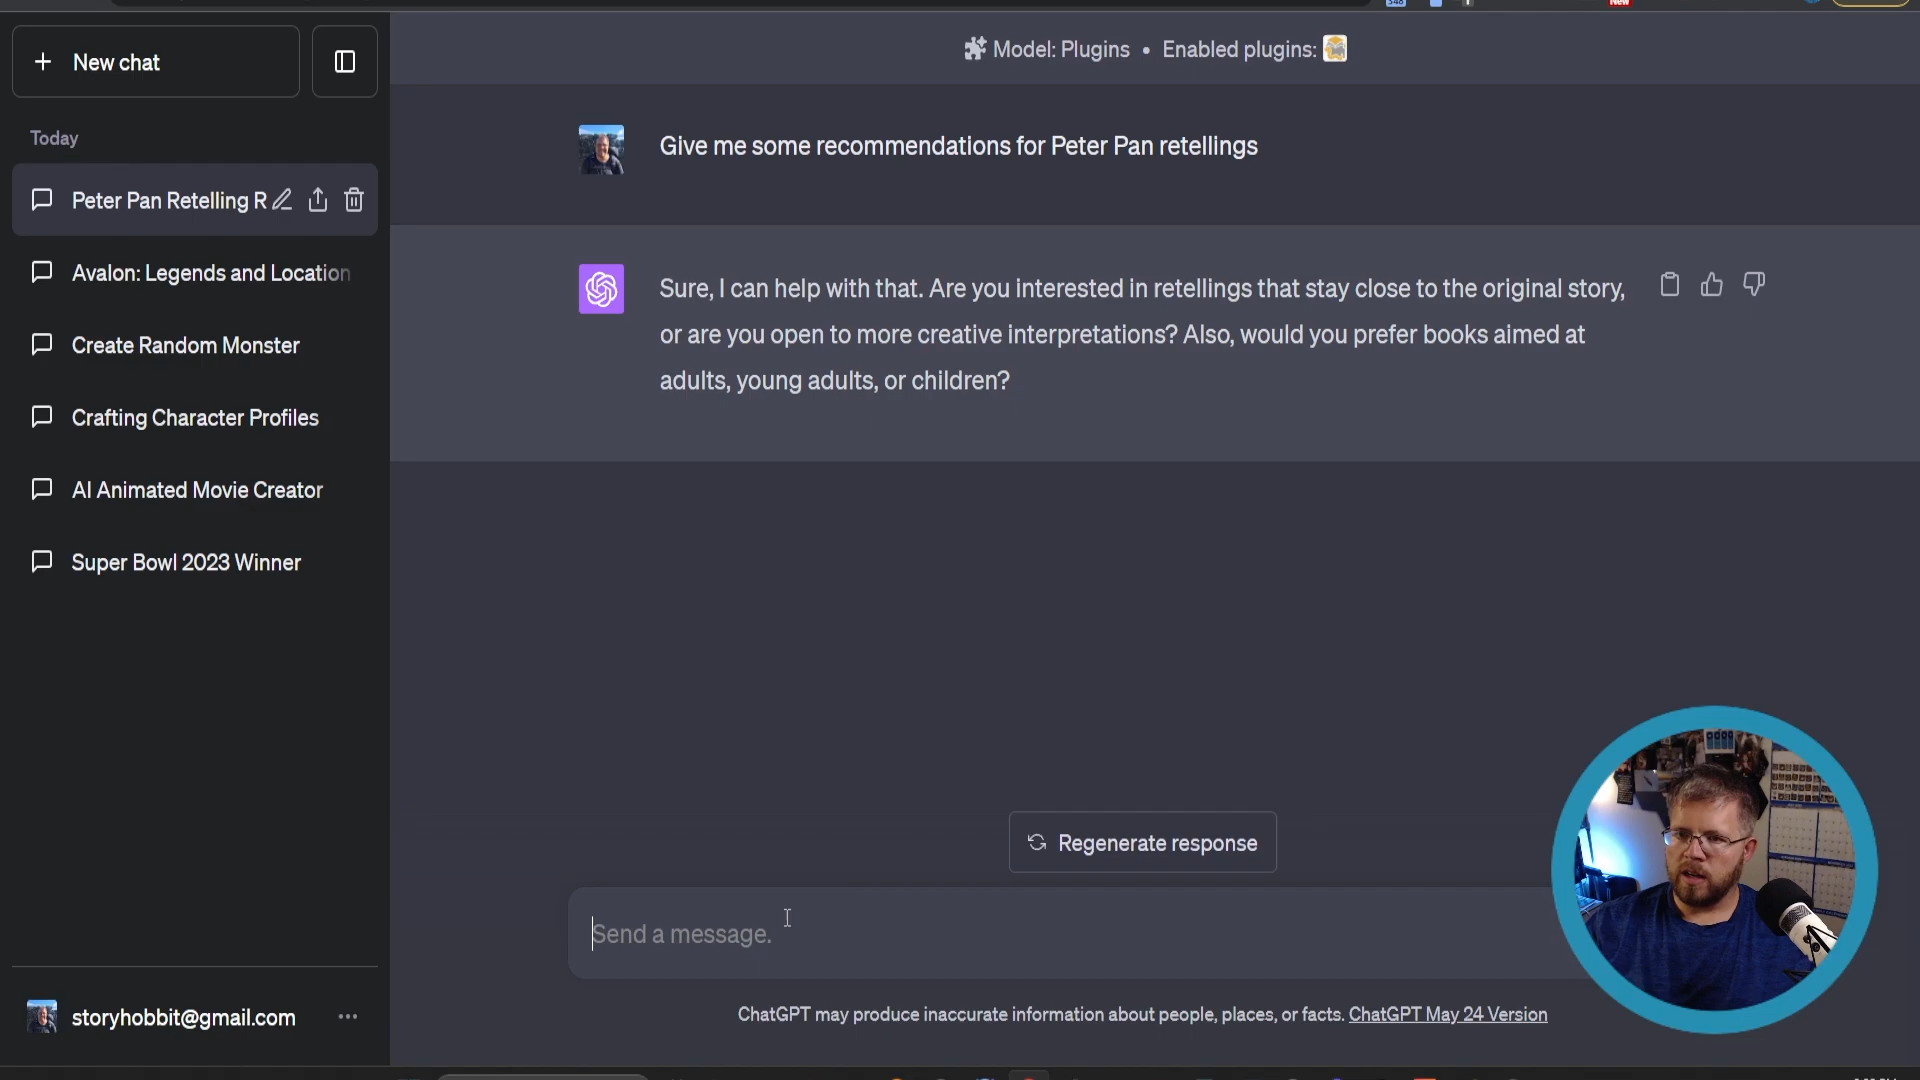 New
Model: Plugins • Enabled plugins:
New chat
Today
Peter Pan Retelling R
Avalon: Legends and Location
Create Random Monster
Crafting Character Profiles
AI Animated Movie Creator
Super Bowl 2023 Winner
storyhobbit@gmail.com
Give me some recommendations for Peter Pan retellings
Sure, I can help with that. Are you interested in retellings that stay close to the original story,
or are you open to more creative interpretations? Also, would you prefer books aimed at
adults, young adults, or children?
Regenerate response
Send a message.
ChatGPT may produce inaccurate information about people, places, or facts. ChatGPT May 24 Version